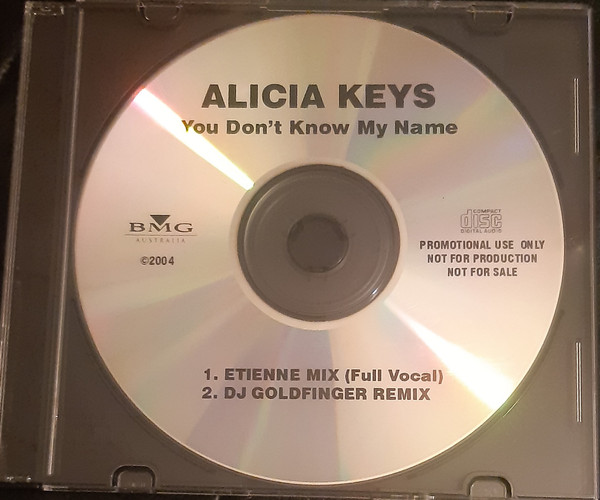 ALICIA KEYS
You Don't Know My Name
BMG
AUSTRALIA
©2004
COMPACT
disc
DIGITAL AUDIO
PROMOTIONAL USE ONLY
NOT FOR PRODUCTION
NOT FOR SALE
1. ETIENNE MIX (Full Vocal)
2. DJ GOLDFINGER REMIX